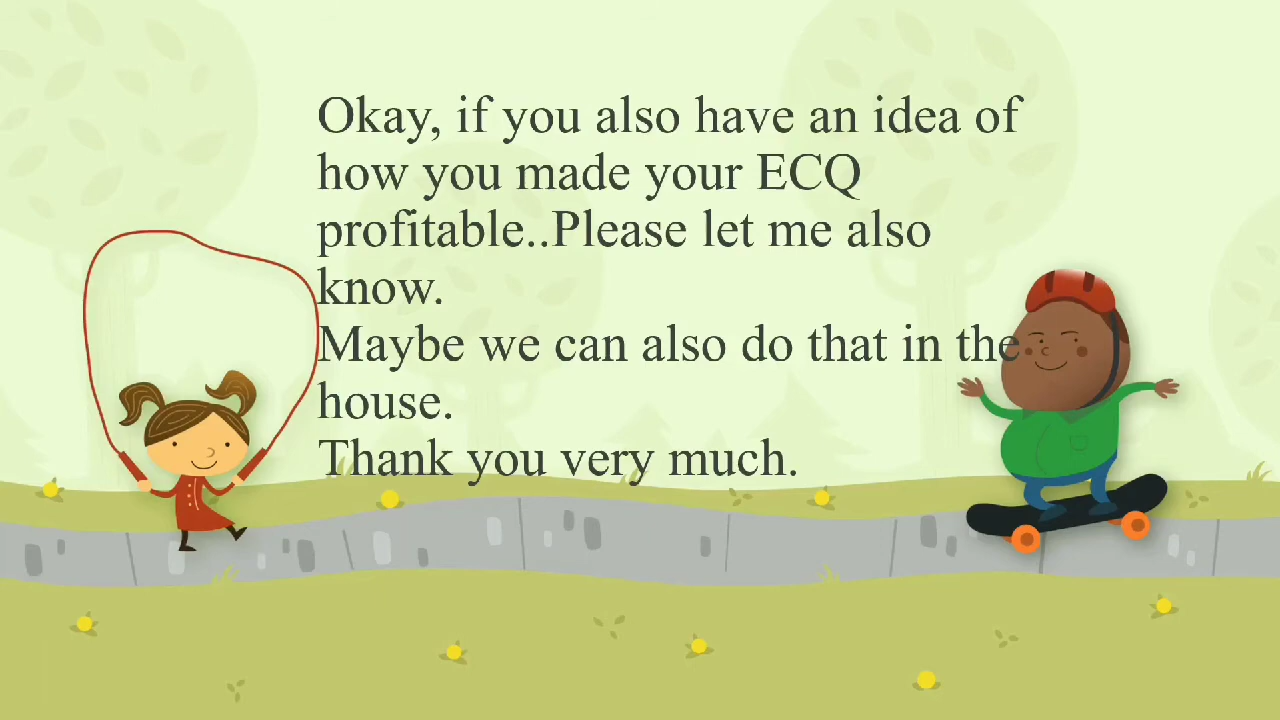 Okay, if you also have an idea of
how you made your ECQ
profitable..Please let me also
know.
Maybe we can also do that in the
house.
Thank you very much.